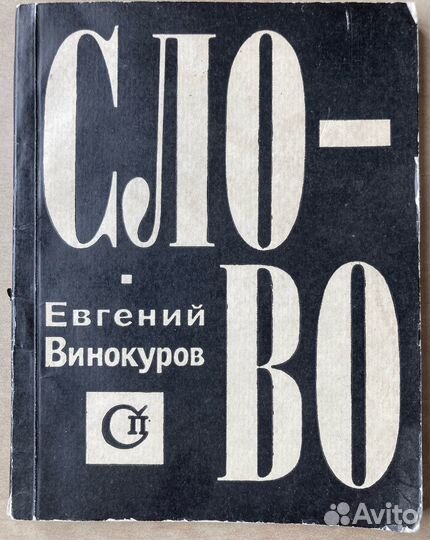 СЛО-
ВО
Евгений
Винокуров
СП
Avito